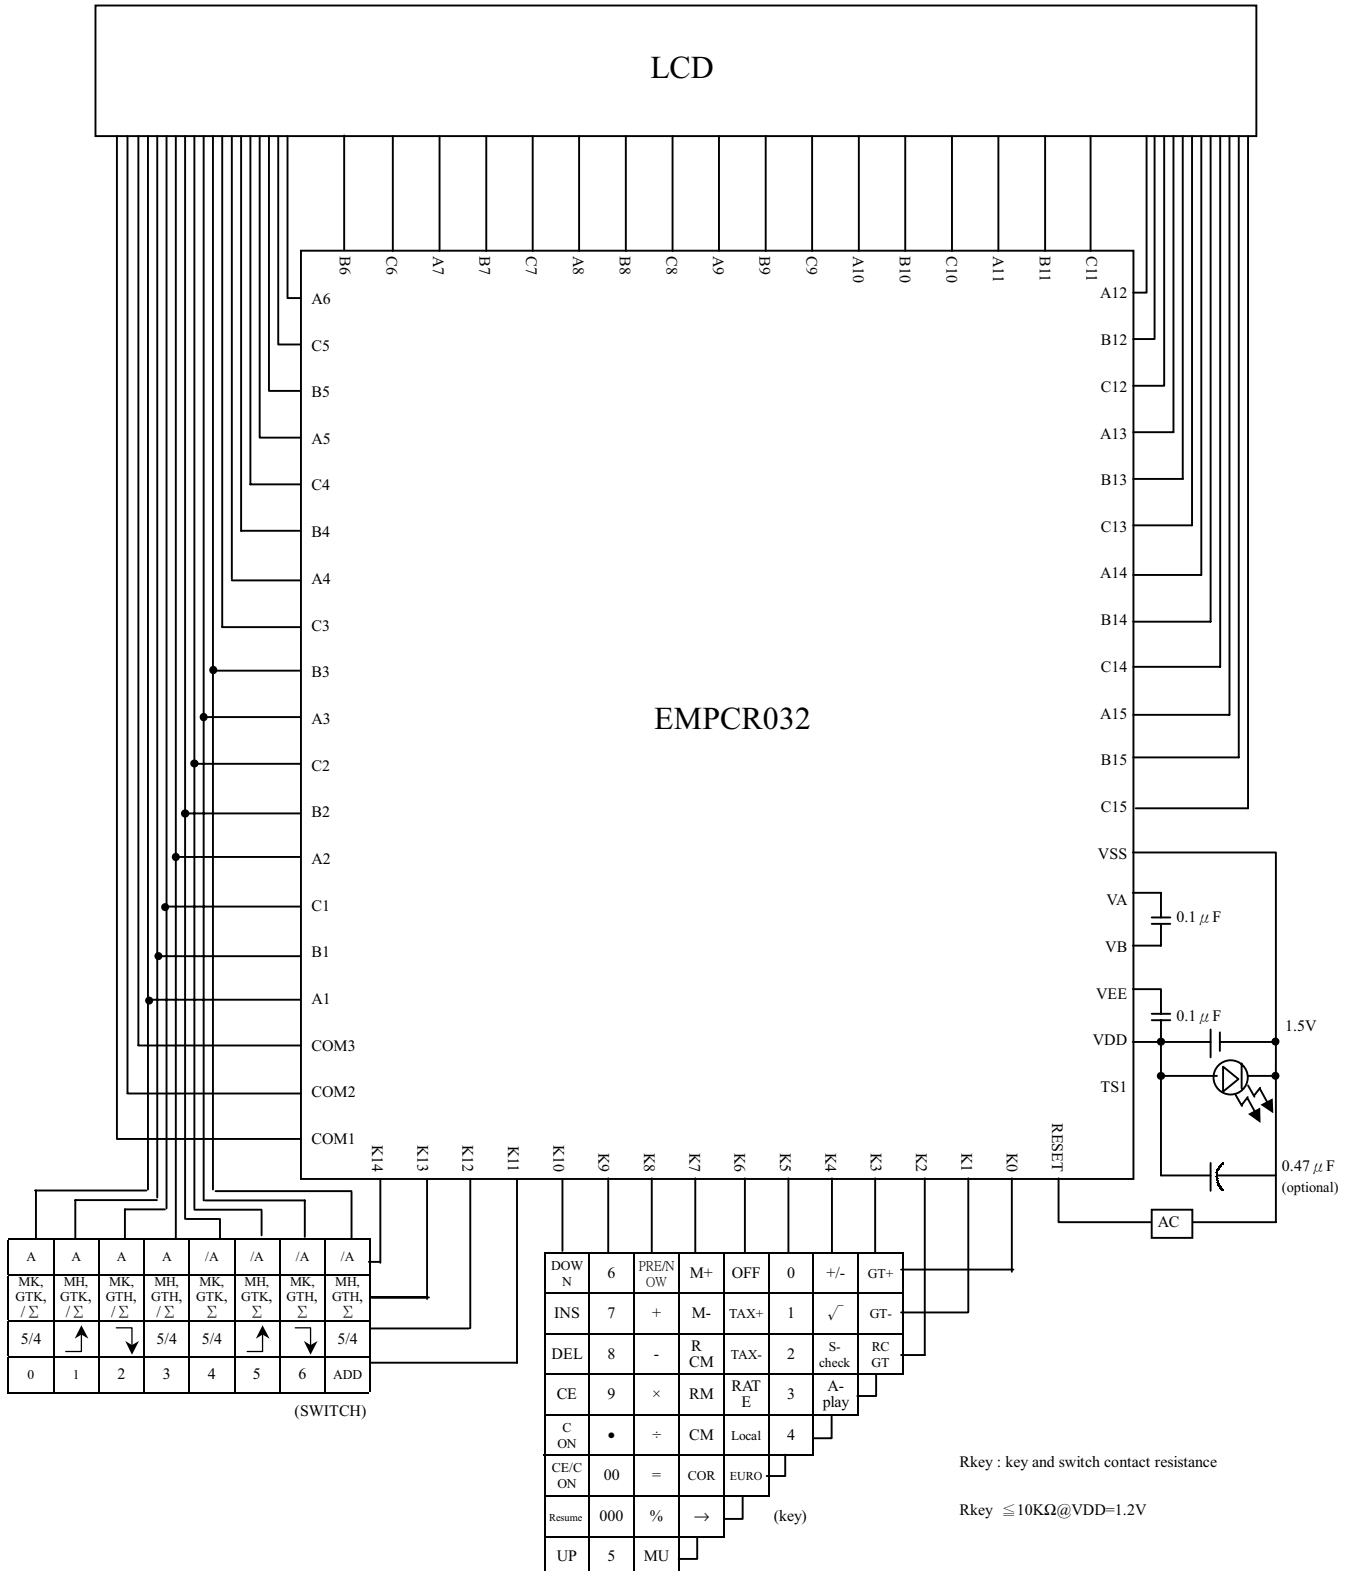 LCD
B6 C6 A7 B7 C7 A8 B8 C8 A9 B9 C9 A10 B10 C10 A11 B11 C11
A6
C5
B5
A5
C4
B4
A4
C3
B3
A3
C2
B2
A2
C1
B1
A1
COM3
COM2
COM1
EMPCR032
A12
B12
C12
A13
B13
C13
A14
B14
C14
A15
B15
C15
VSS
VA
VB
VEE
VDD
TS1
0.1 μ F
0.1 μ F
1.5V
0.47 μ F
(optional)
K14 K13 K12 K11 K10 K9 K8 K7 K6 K5 K4 K3 K2 K1 K0 RESET
AC
A A A A /A /A /A /A
MK, MH, MK, MH, MK, MH, MK, MH,
GTK, GTK, GTH, GTH, GTK, GTK, GTH, GTH,
/Σ /Σ /Σ /Σ Σ Σ Σ Σ
5/4 5/4 5/4 5/4
0 1 2 3 4 5 6 ADD
(SWITCH)
DOW
N 6 PRE/N
OW M+ OFF 0 +/- GT+
INS 7 + M- TAX+ 1 √ GT-
DEL 8 - R
CM TAX- 2 S-
check RC
GT
CE 9 × RM RAT
E 3 A-
play
C
ON • ÷ CM Local 4
CE/C
ON 00 = COR EURO
Resume 000 % →
UP 5 MU
(key)
Rkey : key and switch contact resistance
Rkey ≦10KΩ@VDD=1.2V